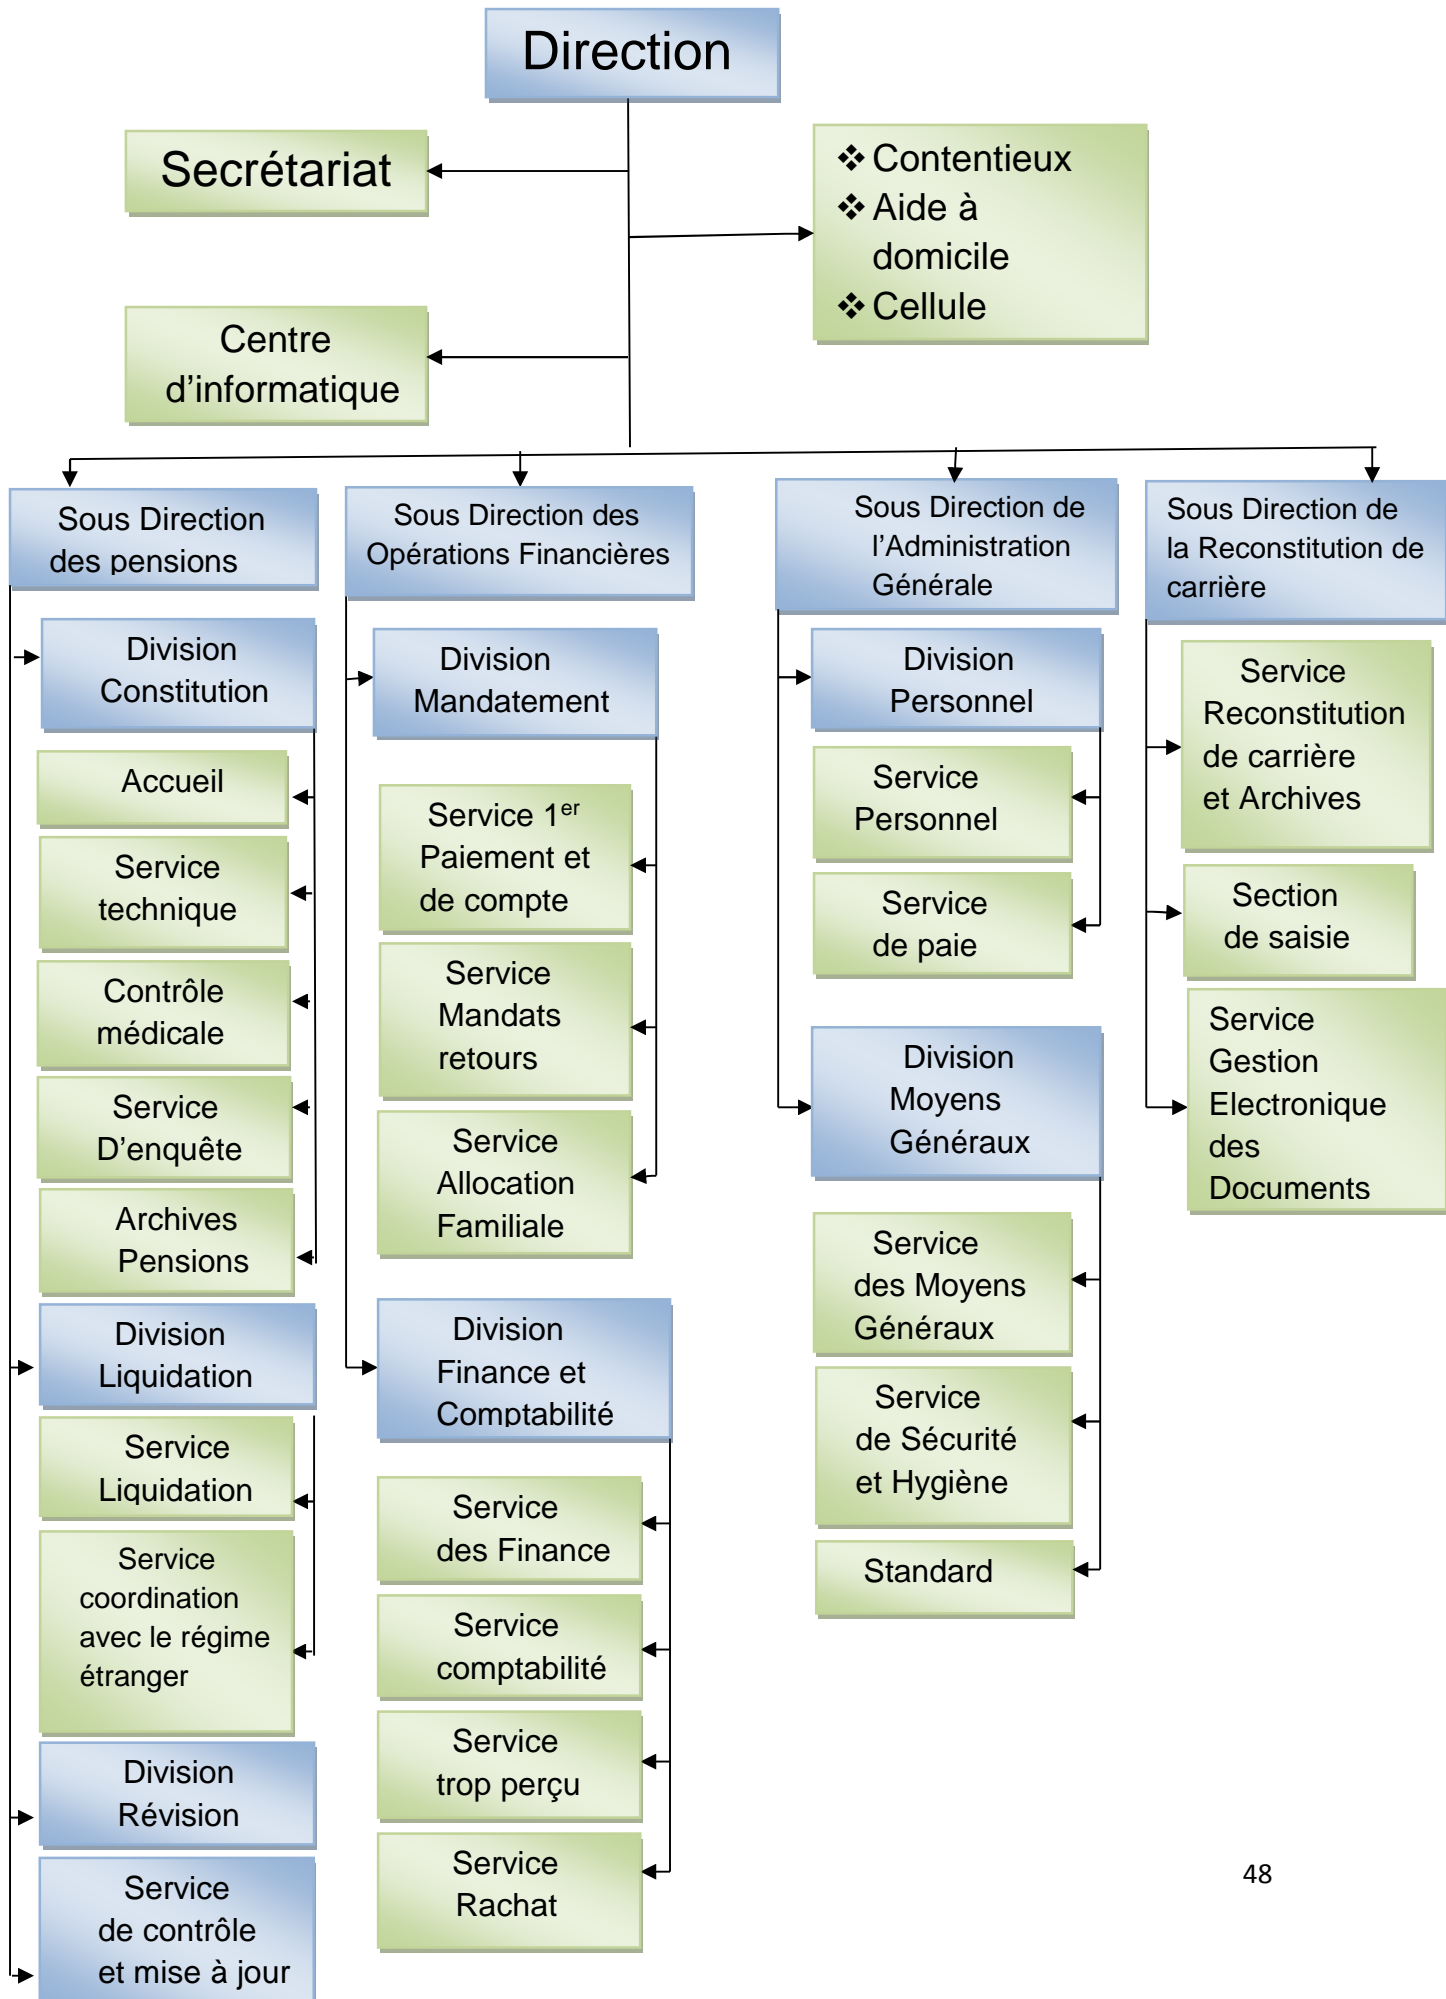 Direction
Secrétariat
❖ Contentieux
❖ Aide à
domicile
❖ Cellule
Centre
d’informatique
Sous Direction
des pensions
Division
Constitution
Accueil
Service
technique
Contrôle
médicale
Service
D’enquête
Archives
Pensions
Division
Liquidation
Service
Liquidation
Service
coordination
avec le régime
étranger
Division
Révision
Service
de contrôle
et mise à jour
Sous Direction des
Opérations Financières
Division
Mandatement
Service 1er
Paiement et
de compte
Service
Mandats
retours
Service
Allocation
Familiale
Division
Finance et
Comptabilité
Service
des Finance
Service
comptabilité
Service
trop perçu
Service
Rachat
Sous Direction de
l’Administration
Générale
Division
Personnel
Service
Personnel
Service
de paie
Division
Moyens
Généraux
Service
des Moyens
Généraux
Service
de Sécurité
et Hygiène
Standard
Sous Direction de
la Reconstitution de
carrière
Service
Reconstitution
de carrière
et Archives
Section
de saisie
Service
Gestion
Electronique
des
Documents
48